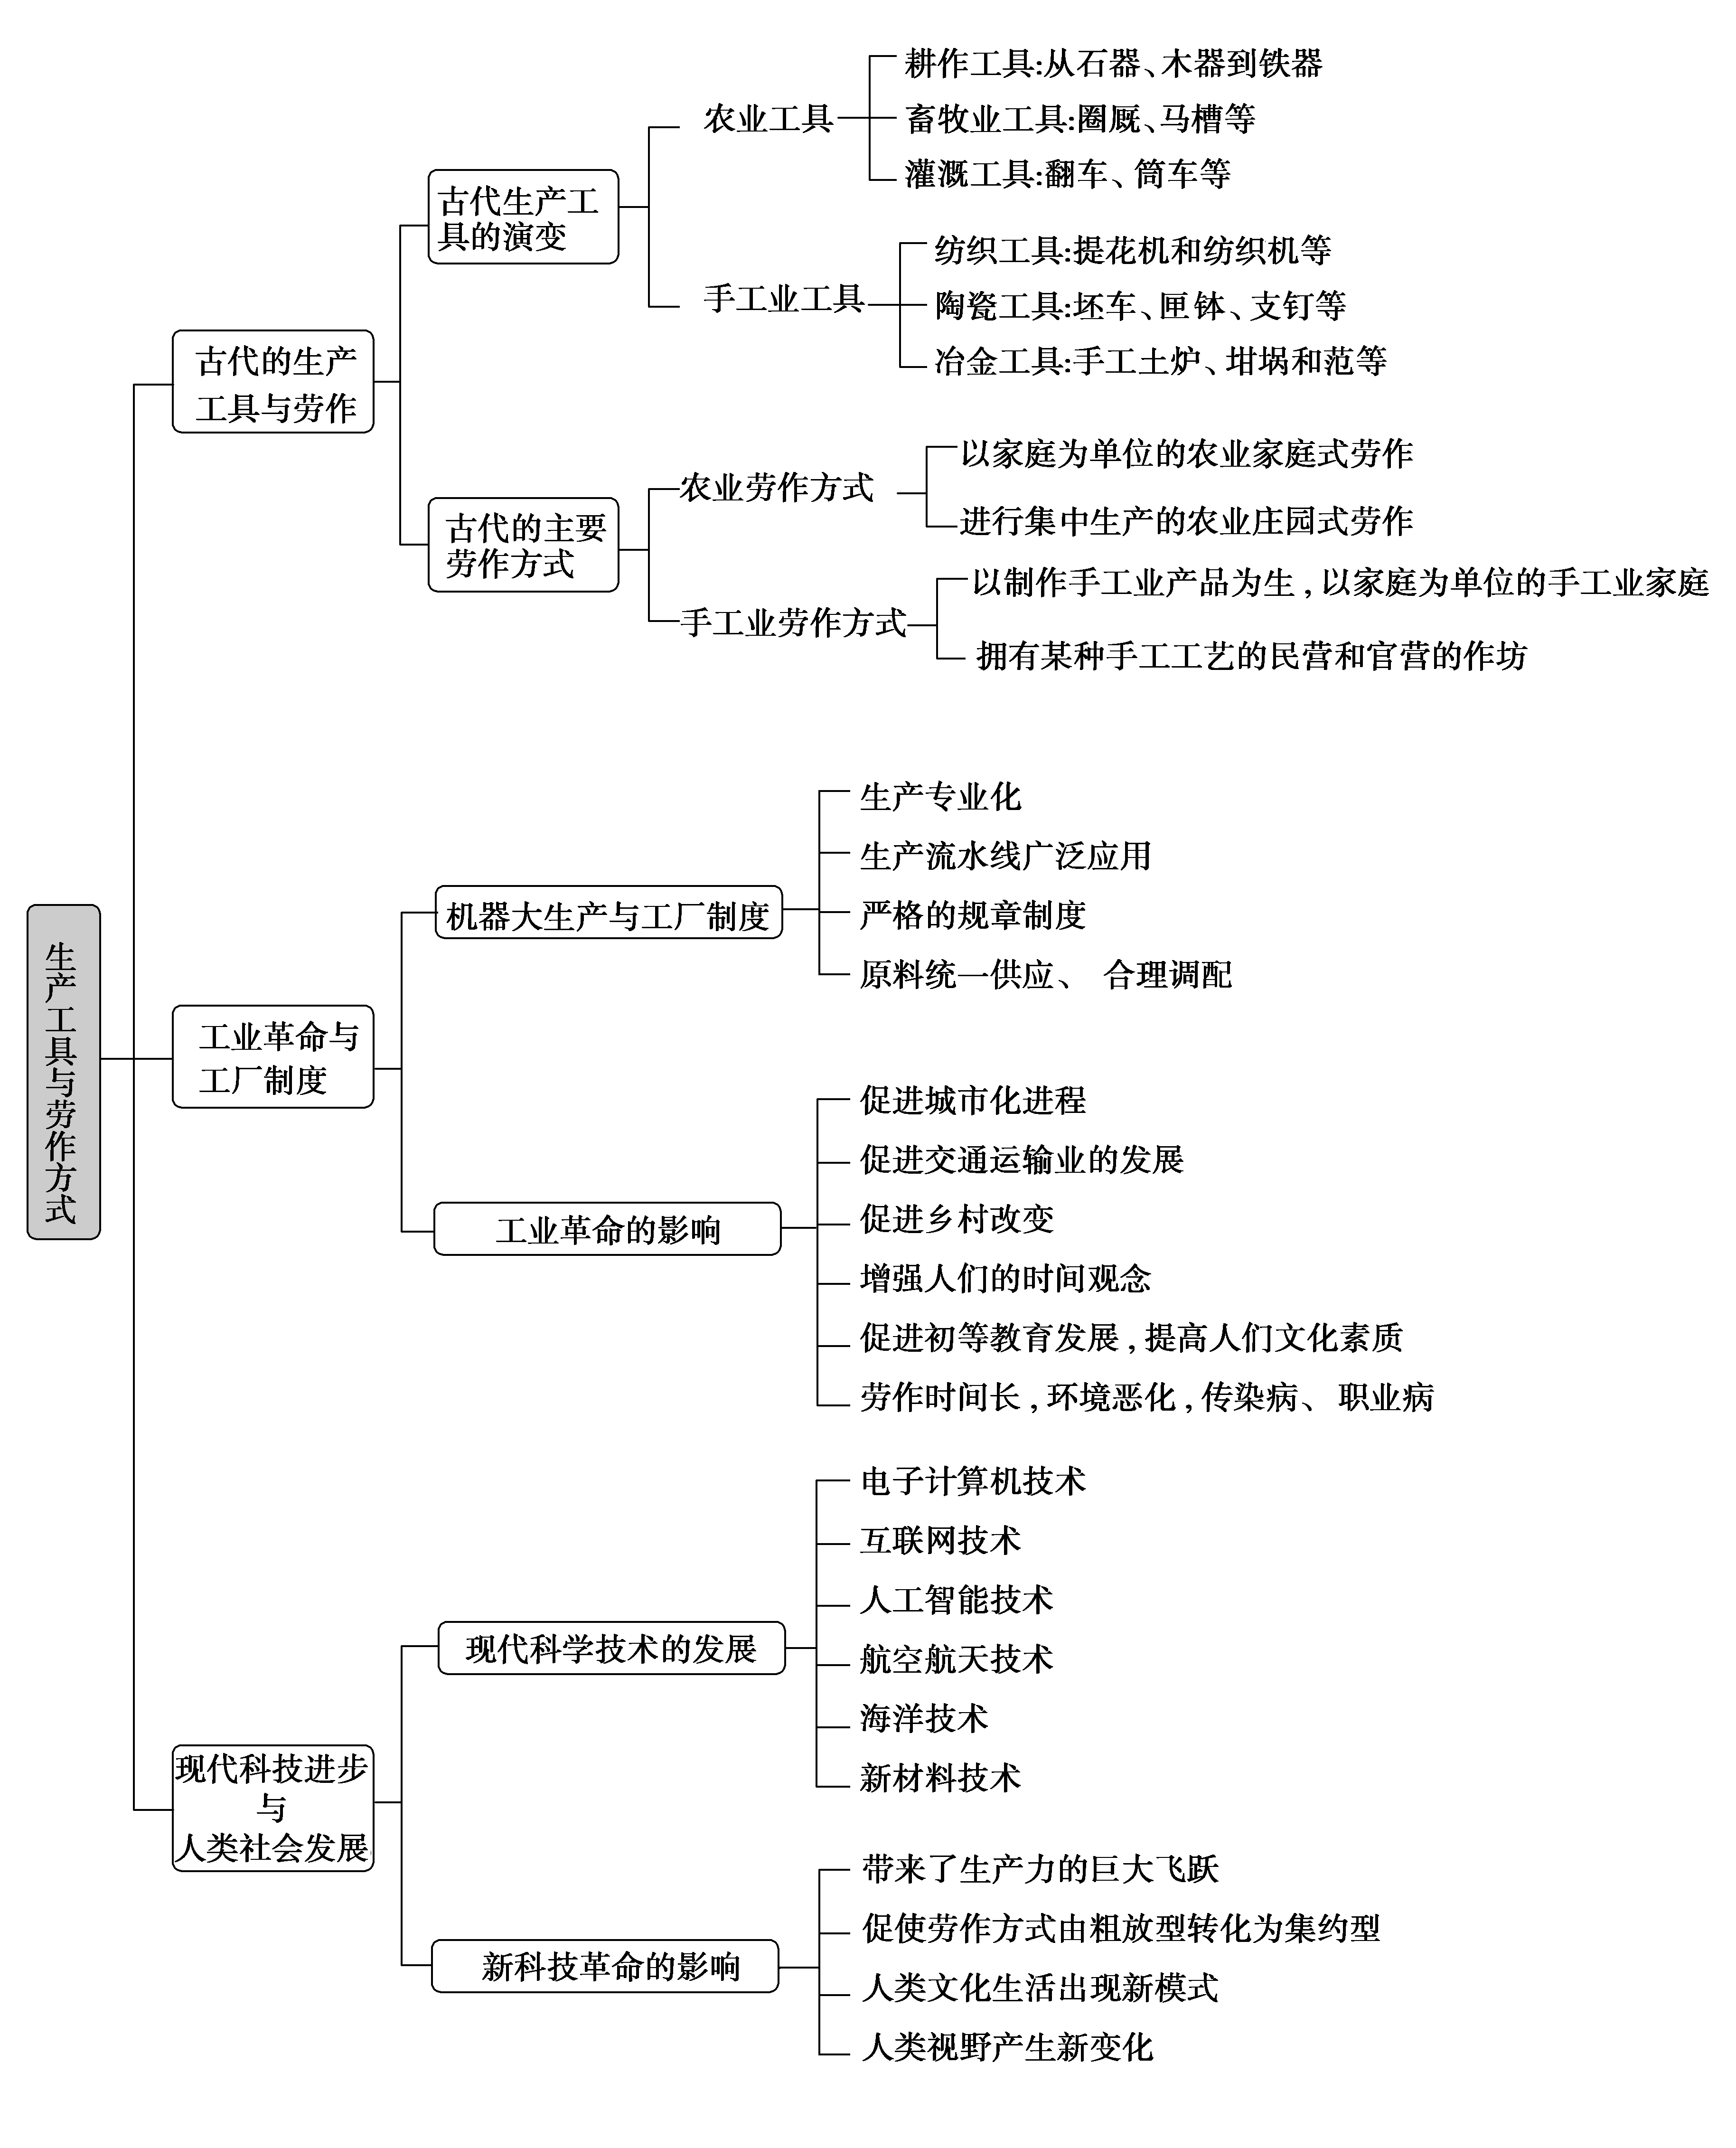 生产工具与劳作方式
古代的生产
工具与劳作
古代生产工
具的演变
农业工具
耕作工具:从石器、木器到铁器
畜牧业工具:圈厩、马槽等
灌溉工具:翻车、筒车等
手工业工具
纺织工具:提花机和纺织机等
陶瓷工具:坯车、匣钵、支钉等
冶金工具:手工土炉、坩埚和范等
古代的主要
劳作方式
农业劳作方式
以家庭为单位的农业家庭式劳作
进行集中生产的农业庄园式劳作
手工业劳作方式
以制作手工业产品为生,以家庭为单位的手工业家庭
拥有某种手工工艺的民营和官营的作坊
工业革命与
工厂制度
机器大生产与工厂制度
生产专业化
生产流水线广泛应用
严格的规章制度
原料统一供应、合理调配
工业革命的影响
促进城市化进程
促进交通运输业的发展
促进乡村改变
增强人们的时间观念
促进初等教育发展,提高人们文化素质
劳作时间长,环境恶化,传染病、职业病
现代科技进步
与
人类社会发展
现代科学技术的发展
电子计算机技术
互联网技术
人工智能技术
航空航天技术
海洋技术
新材料技术
新科技革命的影响
带来了生产力的巨大飞跃
促使劳作方式由粗放型转化为集约型
人类文化生活出现新模式
人类视野产生新变化